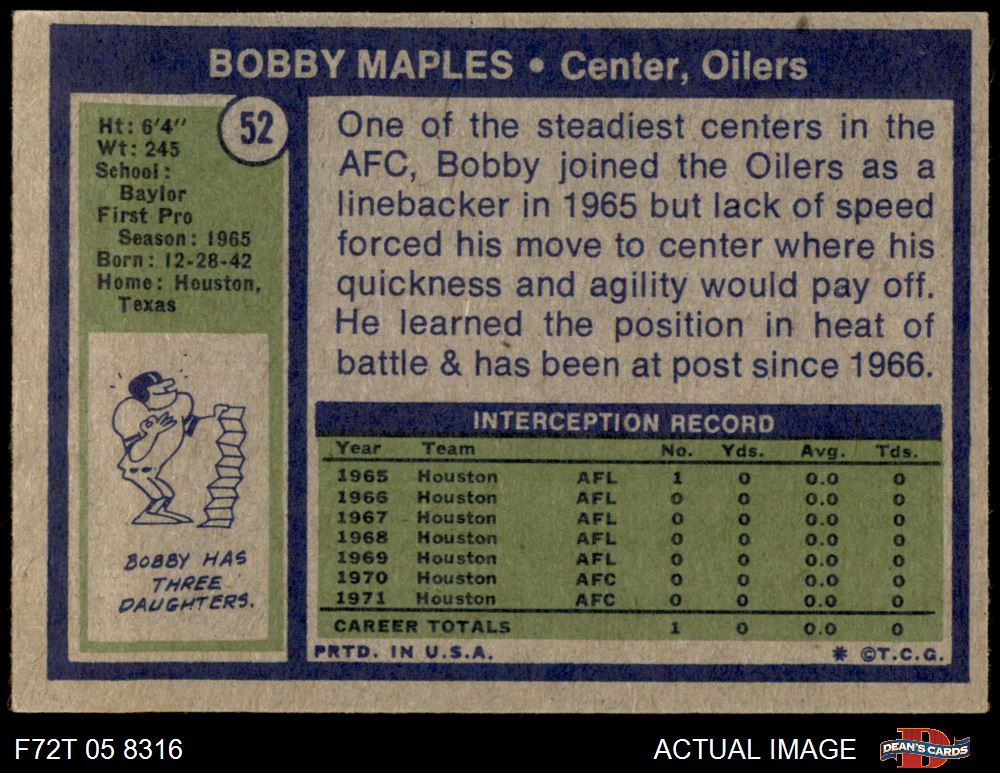 BOBBY MAPLES • Center, Oilers
52
Ht: 6'4"
Wt: 245
School:
Baylor
First Pro
Season: 1965
Born: 12-28-42
Home: Houston,
Texas
One of the steadiest centers in the
AFC, Bobby joined the Oilers as a
linebacker in 1965 but lack of speed
forced his move to center where his
quickness and agility would pay off.
He learned the position in heat of
battle & has been at post since 1966.
BOBBY HAS
THREE
DAUGHTERS.
INTERCEPTION RECORD
Year Team No. Yds. Avg. Tds.
1965 Houston AFL 1 0 0.0 0
1966 Houston AFL 0 0 0.0 0
1967 Houston AFL 0 0 0.0 0
1968 Houston AFL 0 0 0.0 0
1969 Houston AFL 0 0 0.0 0
1970 Houston AFC 0 0 0.0 0
1971 Houston AFC 0 0 0.0 0
CAREER TOTALS 1 0 0.0 0
PRTD. IN U.S.A. * ©T.C.G.
F72T 05 8316 ACTUAL IMAGE DEAN'S CARDS